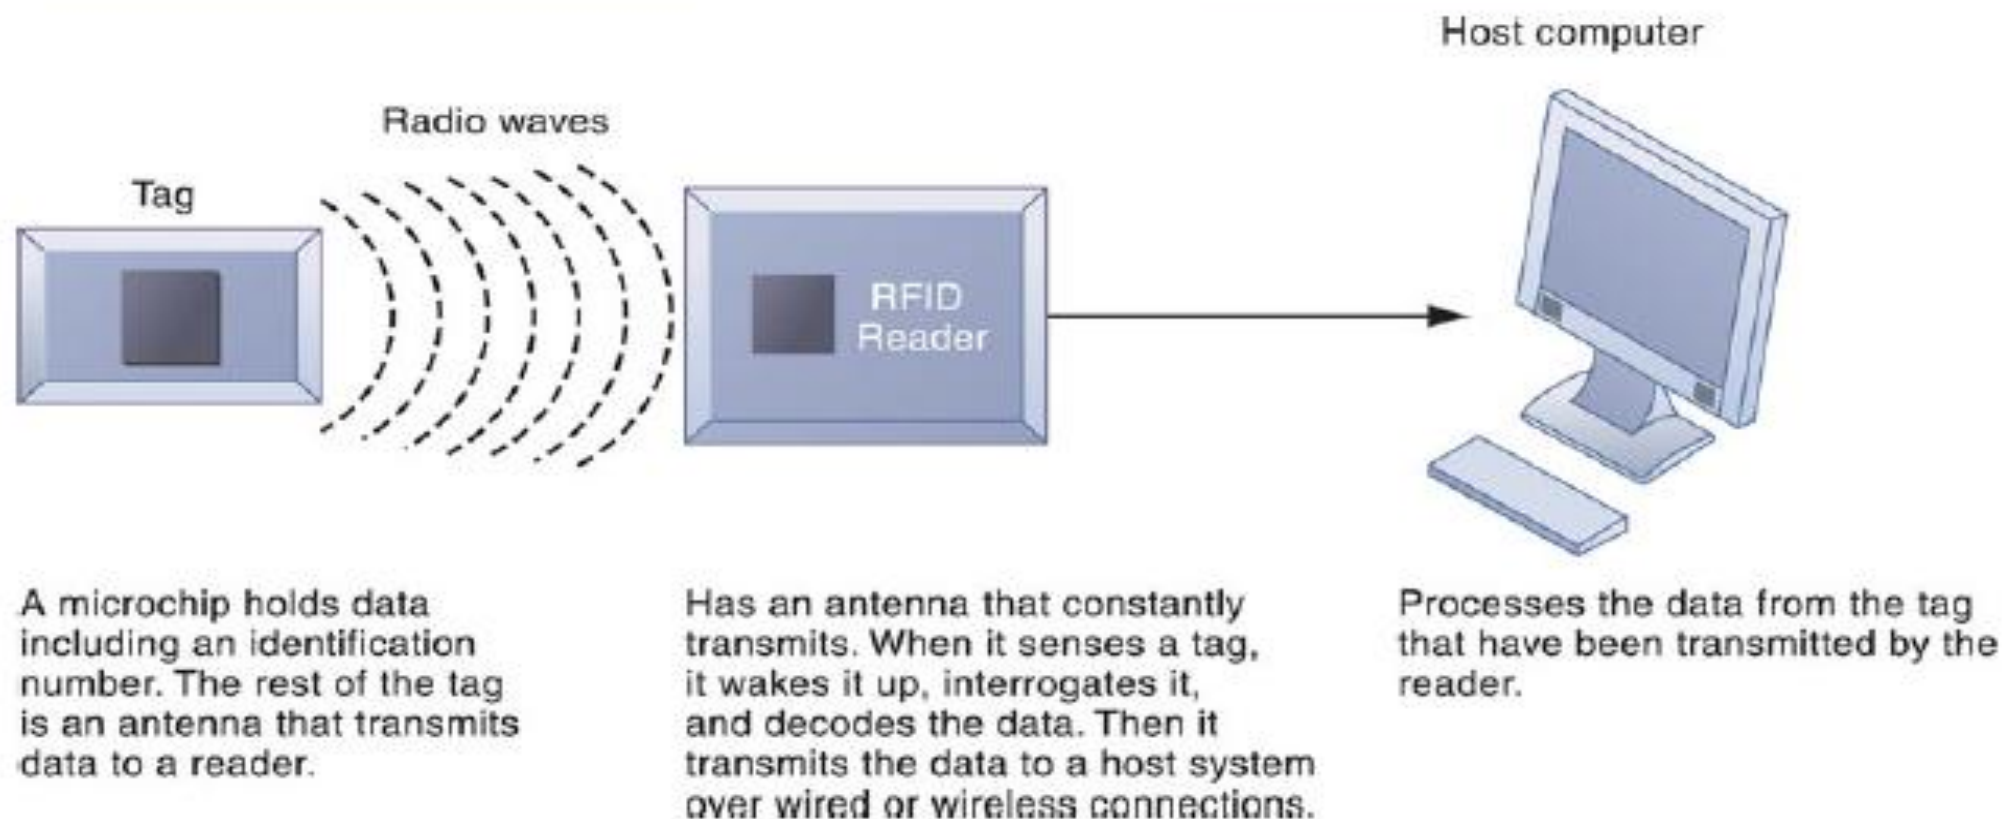 Host computer
Radio waves
Tag
RFID
Reader
A microchip holds data
including an identification
number. The rest of the tag
is an antenna that transmits
data to a reader.
Has an antenna that constantly
transmits. When it senses a tag,
it wakes it up, interrogates it,
and decodes the data. Then it
transmits the data to a host system
over wired or wireless connections.
Processes the data from the tag
that have been transmitted by the
reader.